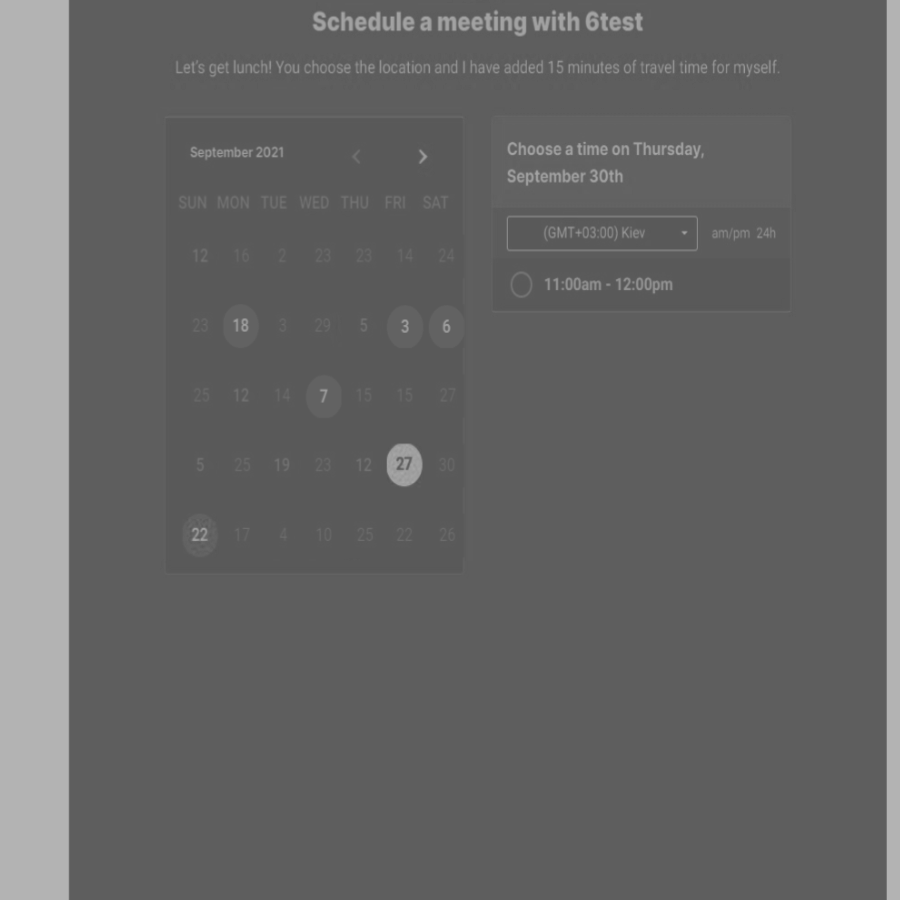 Schedule a meeting with 6test
Let's get lunch! You choose the location and I have added 15 minutes of travel time for myself.
September 2021
SUN MON TUE WED THU FRI SAT
12 16 2 23 23 14 24
23 18 3 29 5 3 6
25 12 14 7 15 15 27
5 25 19 23 12 27 30
22 17 4 10 25 22 26
Choose a time on Thursday,
September 30th
(GMT+03:00) Kiev am/pm 24h
11:00am - 12:00pm